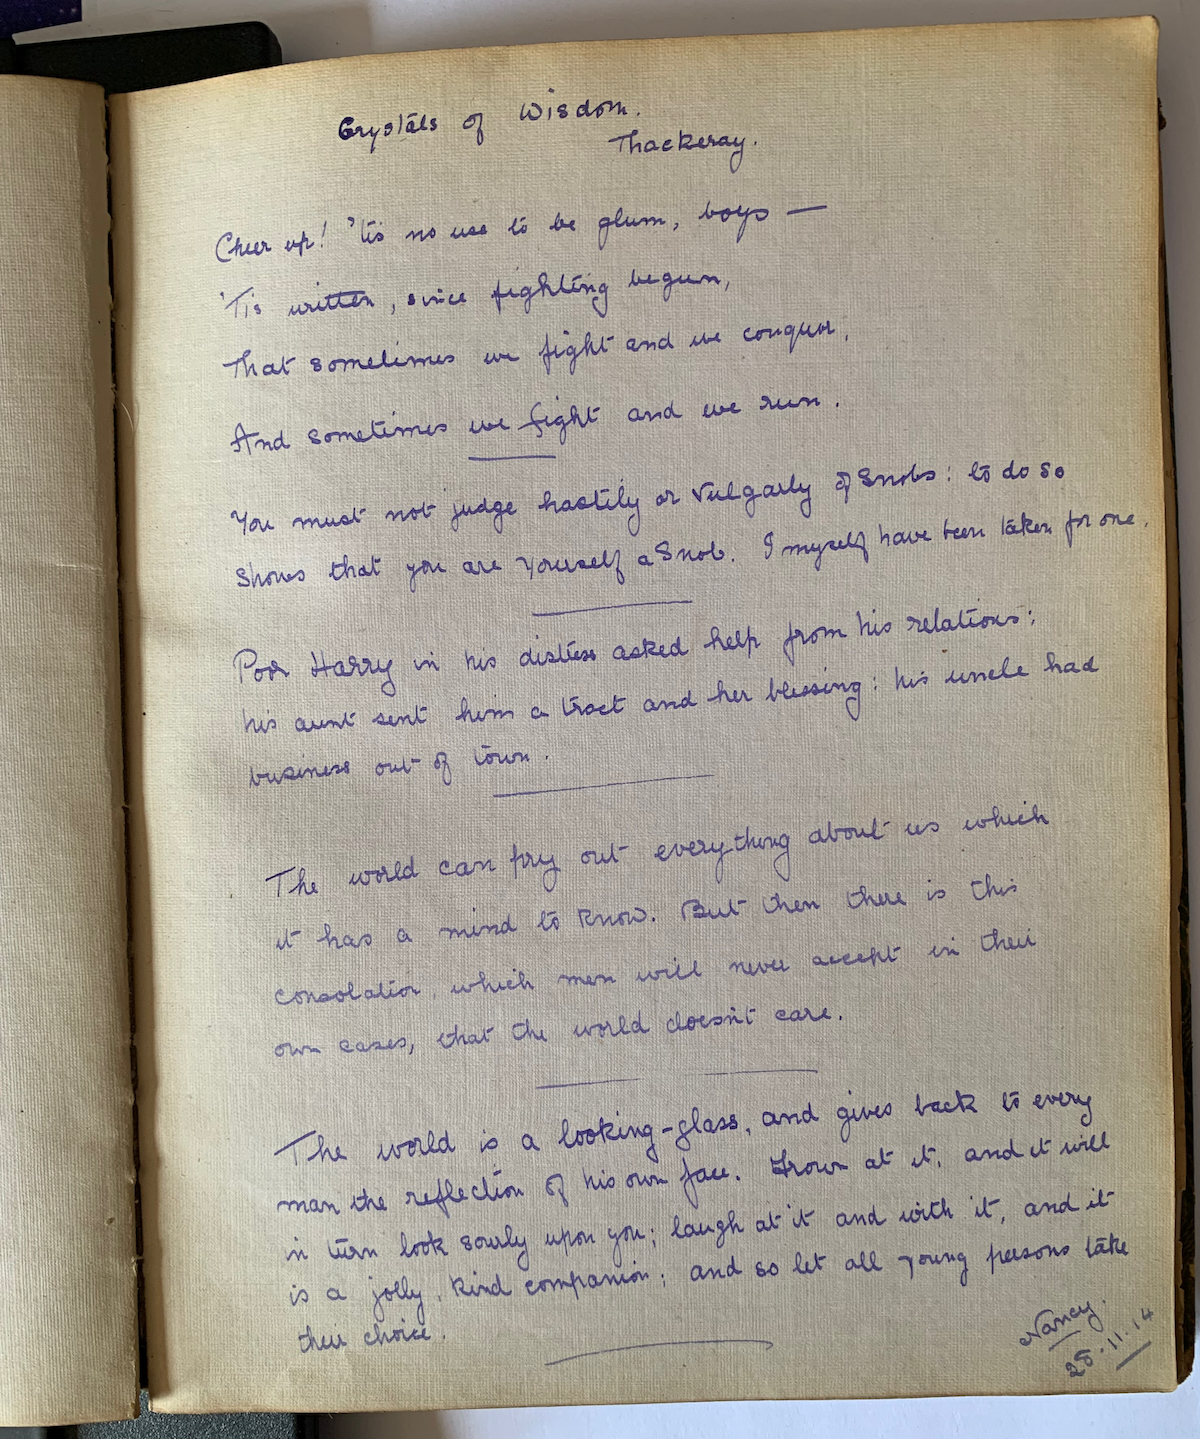 Crystals of Wisdom.
Thackeray.
Cheer up! 'tis no use to be glum, boys —
'Tis written, since fighting begun,
That sometimes we fight and we conquer,
And sometimes we fight and we run.
You must not judge hastily or Vulgarly of Snobs: to do so
shows that you are yourself a Snob. I myself have been taken for one.
Poor Harry in his distress asked help from his relations;
his aunt sent him a tract and her blessing: his uncle had
business out of town.
The world can pry out everything about us which
it has a mind to know. But then there is this
consolation, which men will never accept in their
own cases, that the world doesn't care.
The world is a looking-glass, and gives back to every
man the reflection of his own face. Frown at it, and it will
in turn look sourly upon you; laugh at it and with it, and it
is a jolly, kind companion; and so let all young persons take
their choice.
Nancy.
28.11.14